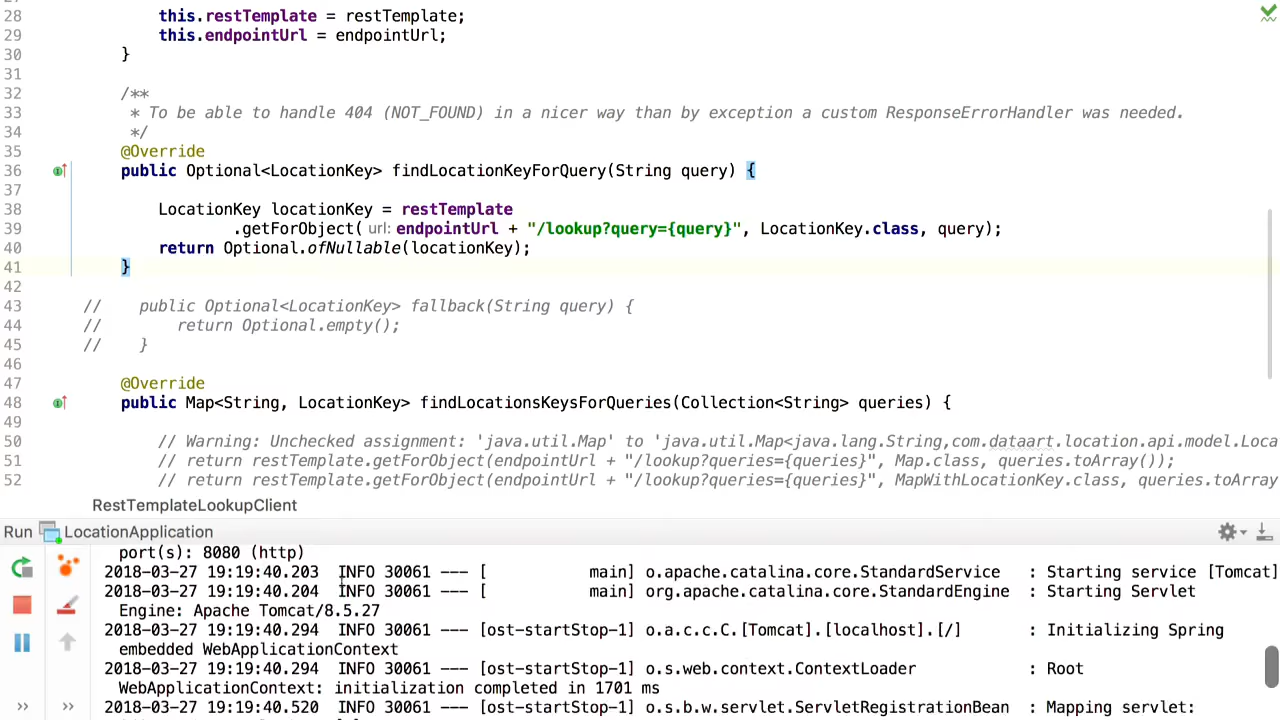 28 this.restTemplate = restTemplate;
29 this.endpointUrl = endpointUrl;
30 }
31
32 /**
33 * To be able to handle 404 (NOT_FOUND) in a nicer way than by exception a custom ResponseErrorHandler was needed.
34 */
35 @Override
36 public Optional<LocationKey> findLocationKeyForQuery(String query) {
37
38 LocationKey locationKey = restTemplate
39 .getForObject( url: endpointUrl + "/lookup?query={query}", LocationKey.class, query);
40 return Optional.ofNullable(locationKey);
41 }
42
43 // public Optional<LocationKey> fallback(String query) {
44 // return Optional.empty();
45 // }
46
47 @Override
48 public Map<String, LocationKey> findLocationsKeysForQueries(Collection<String> queries) {
49
50 // Warning: Unchecked assignment: 'java.util.Map' to 'java.util.Map<java.lang.String,com.dataart.location.api.model.Loca
51 // return restTemplate.getForObject(endpointUrl + "/lookup?queries={queries}", Map.class, queries.toArray());
52 // return restTemplate.getForObject(endpointUrl + "/lookup?queries={queries}", MapWithLocationKey.class, queries.toArray
RestTemplateLookupClient
Run LocationApplication
port(s): 8080 (http)
2018-03-27 19:19:40.203 INFO 30061 --- [ main] o.apache.catalina.core.StandardService : Starting service [Tomcat]
2018-03-27 19:19:40.204 INFO 30061 --- [ main] org.apache.catalina.core.StandardEngine : Starting Servlet
Engine: Apache Tomcat/8.5.27
2018-03-27 19:19:40.294 INFO 30061 --- [ost-startStop-1] o.a.c.c.C.[Tomcat].[localhost].[/] : Initializing Spring
embedded WebApplicationContext
2018-03-27 19:19:40.294 INFO 30061 --- [ost-startStop-1] o.s.web.context.ContextLoader : Root
WebApplicationContext: initialization completed in 1701 ms
2018-03-27 19:19:40.520 INFO 30061 --- [ost-startStop-1] o.s.b.w.servlet.ServletRegistrationBean : Mapping servlet: